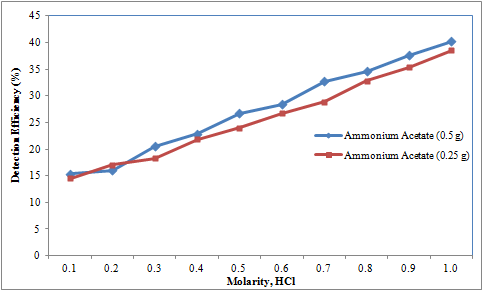 45
40
35
30
25
20
15
10
5
0
Detection Efficiency (%)
Ammonium Acetate (0.5 g)
Ammonium Acetate (0.25 g)
0.1 0.2 0.3 0.4 0.5 0.6 0.7 0.8 0.9 1.0
Molarity, HCl